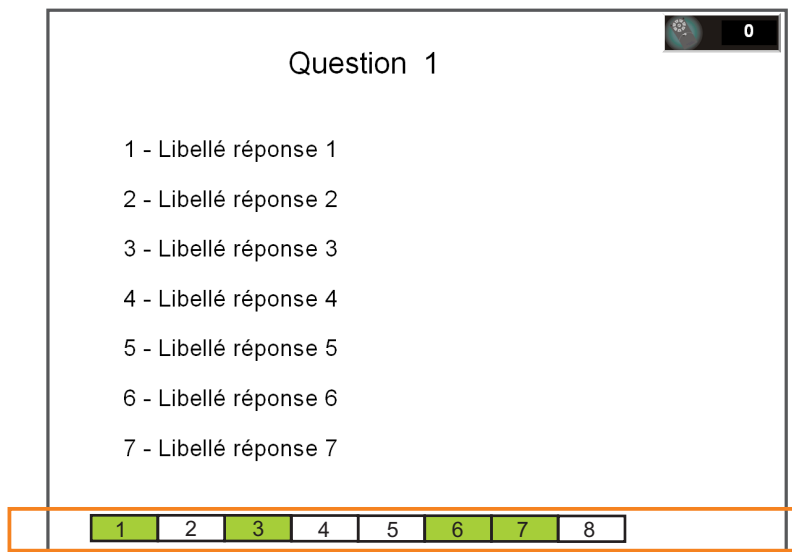 0
Question 1
1 - Libellé réponse 1
2 - Libellé réponse 2
3 - Libellé réponse 3
4 - Libellé réponse 4
5 - Libellé réponse 5
6 - Libellé réponse 6
7 - Libellé réponse 7
1 2 3 4 5 6 7 8